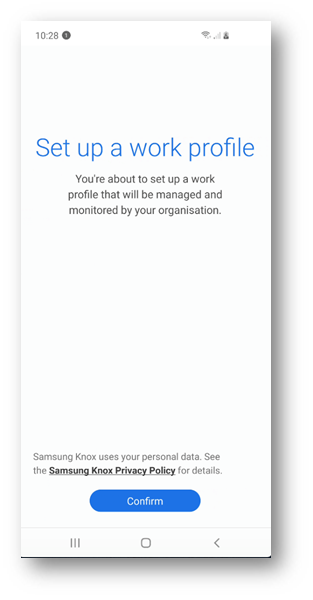 10:28
Set up a work profile
You're about to set up a work
profile that will be managed and
monitored by your organisation.
Samsung Knox uses your personal data. See
the Samsung Knox Privacy Policy for details.
Confirm